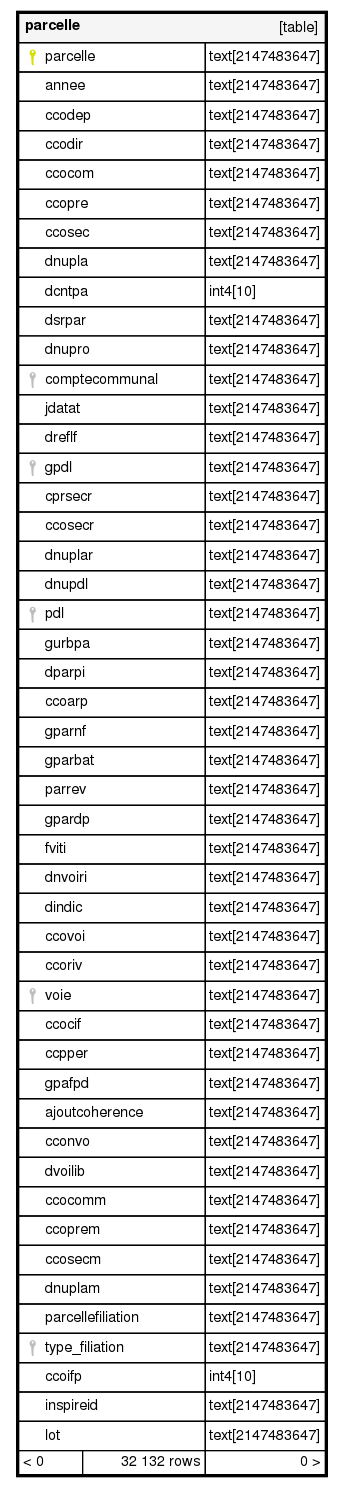 parcelle [table]
parcelle text[2147483647]
annee text[2147483647]
ccodep text[2147483647]
ccodir text[2147483647]
ccocom text[2147483647]
ccopre text[2147483647]
ccosec text[2147483647]
dnupla text[2147483647]
dcntpa int4[10]
dsrpar text[2147483647]
dnupro text[2147483647]
comptecommunal text[2147483647]
jdatat text[2147483647]
dreflf text[2147483647]
gpdl text[2147483647]
cprsecr text[2147483647]
ccosecr text[2147483647]
dnuplar text[2147483647]
dnupdl text[2147483647]
pdl text[2147483647]
gurbpa text[2147483647]
dparpi text[2147483647]
ccoarp text[2147483647]
gparnf text[2147483647]
gparbat text[2147483647]
parrev text[2147483647]
gpardp text[2147483647]
fviti text[2147483647]
dnvoiri text[2147483647]
dindic text[2147483647]
ccovoi text[2147483647]
ccoriv text[2147483647]
voie text[2147483647]
ccocif text[2147483647]
ccpper text[2147483647]
gpafpd text[2147483647]
ajoutcoherence text[2147483647]
cconvo text[2147483647]
dvoilib text[2147483647]
ccocomm text[2147483647]
ccoprem text[2147483647]
ccosecm text[2147483647]
dnuplam text[2147483647]
parcellefiliation text[2147483647]
type_filiation text[2147483647]
ccoifp int4[10]
inspireid text[2147483647]
lot text[2147483647]
< 0 32 132 rows 0 >